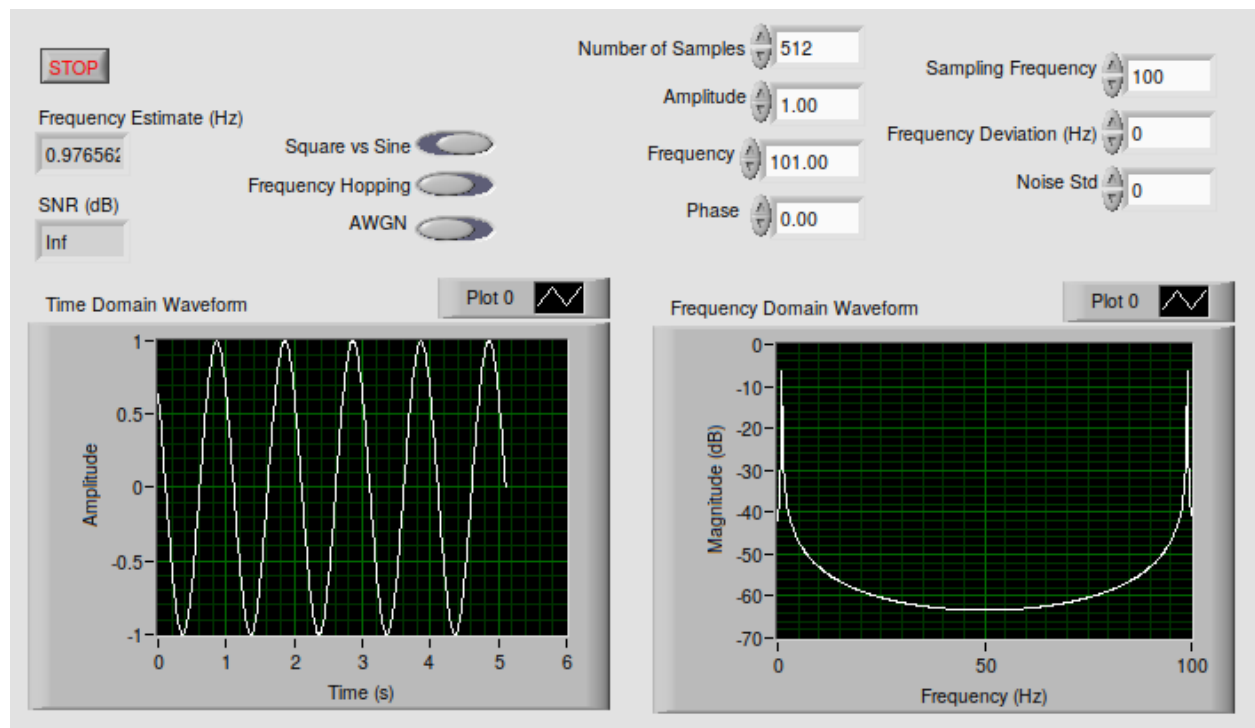 STOP
Frequency Estimate (Hz)
0.976562
SNR (dB)
Inf
Square vs Sine
Frequency Hopping
AWGN
Number of Samples 512
Amplitude 1.00
Frequency 101.00
Phase 0.00
Sampling Frequency 100
Frequency Deviation (Hz) 0
Noise Std 0
Time Domain Waveform
Plot 0
Amplitude
1
0.5
0
-0.5
-1
0 1 2 3 4 5 6
Time (s)
Frequency Domain Waveform
Plot 0
Magnitude (dB)
0
-10
-20
-30
-40
-50
-60
-70
0 50 100
Frequency (Hz)